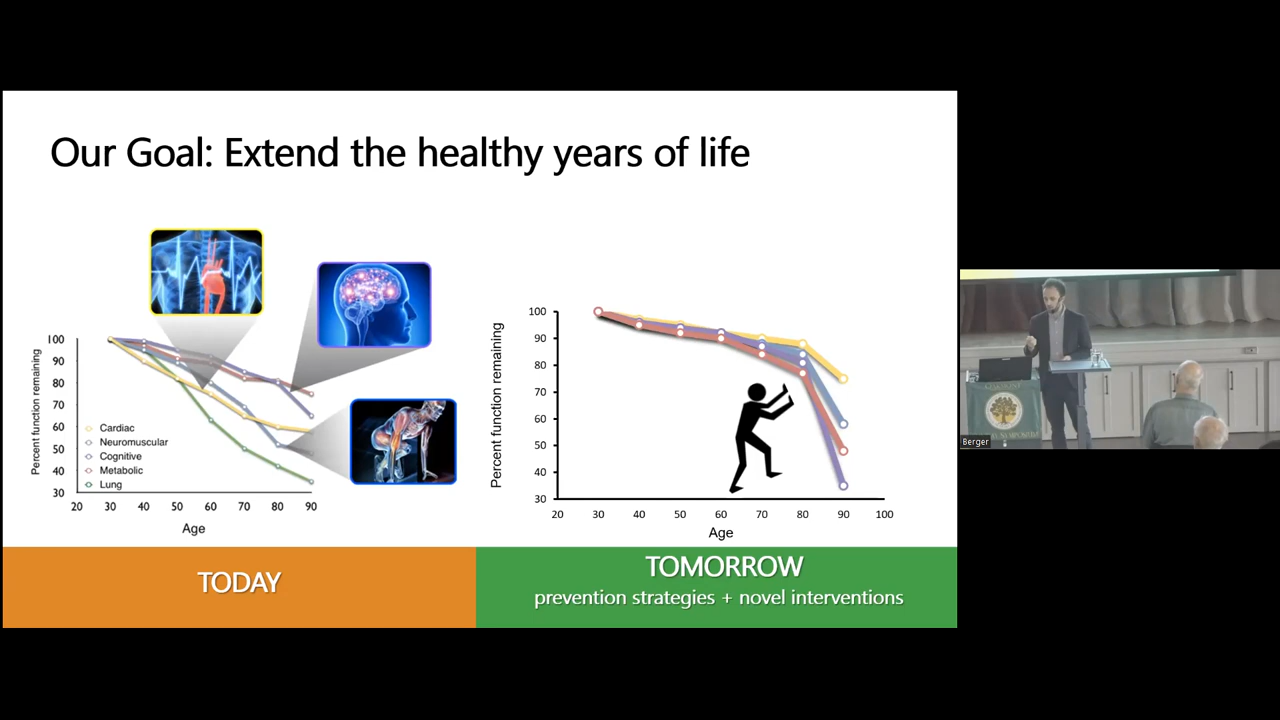 Our Goal: Extend the healthy years of life
Percent function remaining
100
90
80
70
60
50
40
30
Cardiac
Neuromuscular
Cognitive
Metabolic
Lung
20 30 40 50 60 70 80 90
Age
Percent function remaining
100
90
80
70
60
50
40
30
20 30 40 50 60 70 80 90 100
Age
TODAY
TOMORROW
prevention strategies + novel interventions
Berger